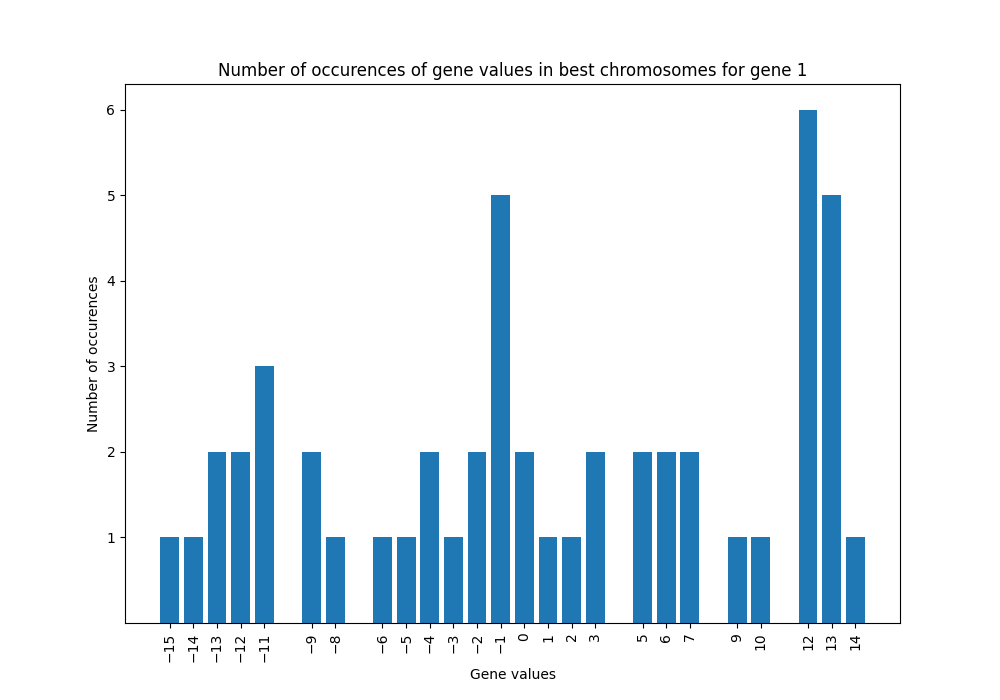 Number of occurences of gene values in best chromosomes for gene 1
Number of occurences
6
5
4
3
2
1
−15 −14 −13 −12 −11 −9 −8 −6 −5 −4 −3 −2 −1 0 1 2 3 5 6 7 9 10 12 13 14
Gene values